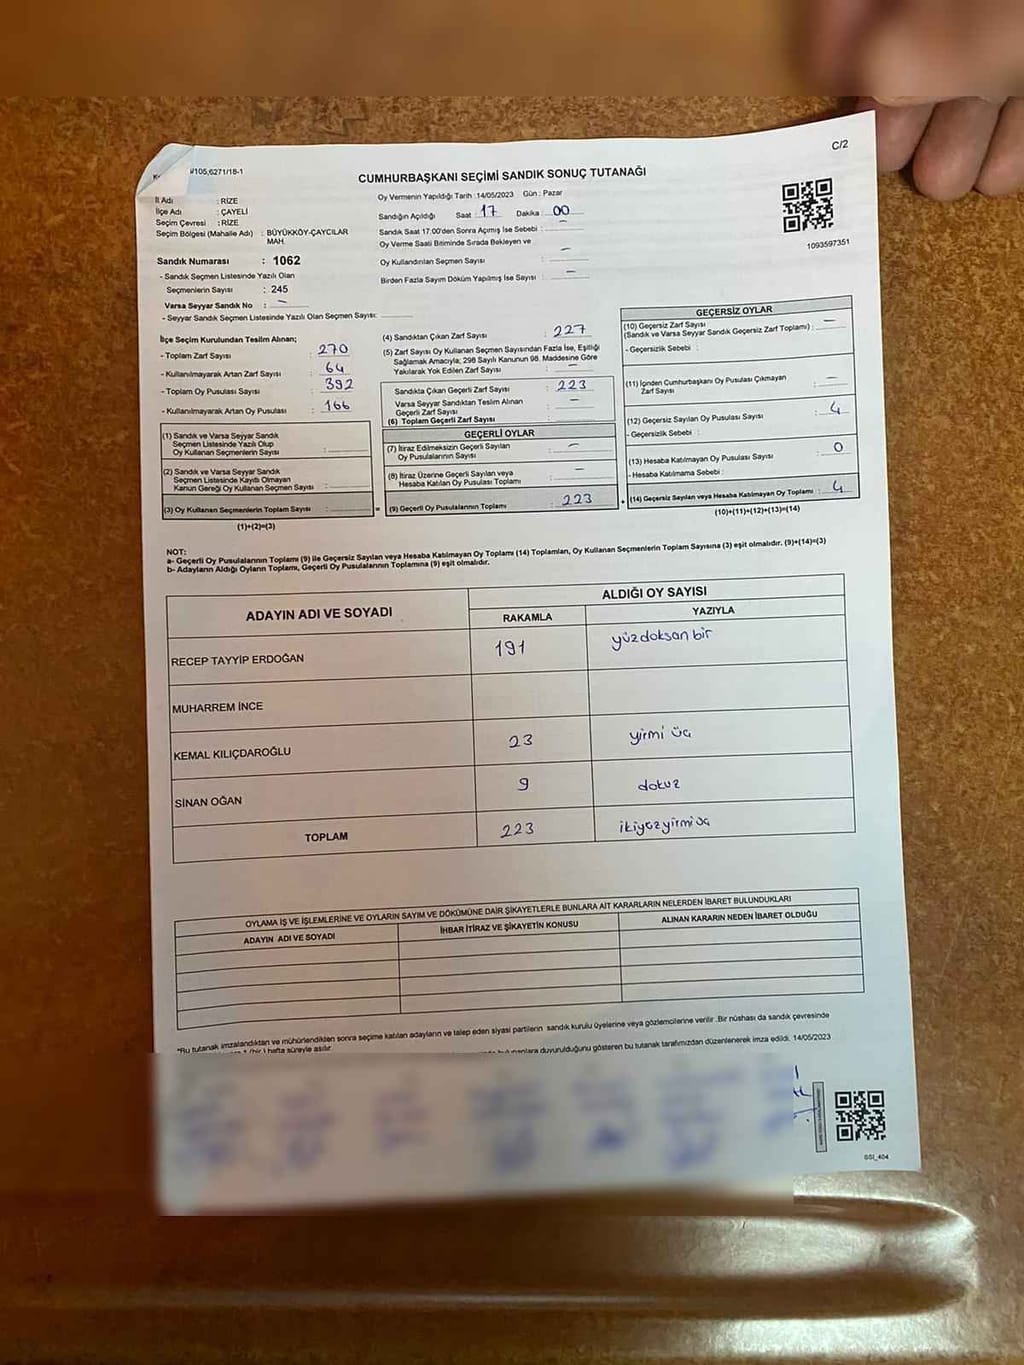 C/2
/105,6271/18-1
CUMHURBAŞKANI SEÇİMİ SANDIK SONUÇ TUTANAĞI
İl Adı : RİZE
İlçe Adı : ÇAYELİ
Seçim Çevresi : RİZE
Seçim Bölgesi (Mahalle Adı) : BÜYÜKKÖY-ÇAYCILAR
MAH.
Sandık Numarası : 1062
- Sandık Seçmen Listesinde Yazılı Olan
Seçmenlerin Sayısı : 245
Varsa Seyyar Sandık No : –
- Seyyar Sandık Seçmen Listesinde Yazılı Olan Seçmen Sayısı:
Oy Vermenin Yapıldığı Tarih :14/05/2023 Gün : Pazar
Sandığın Açıldığı Saat 17 Dakika : 00
Sandık Saat 17:00'den Sonra Açımış İse Sebebi : –
Oy Verme Saati Bitiminde Sırada Bekleyen ve
Oy Kullandırılan Seçmen Sayısı : –
Birden Fazla Sayım Döküm Yapılmış İse Sayısı : –
1093597351
İlçe Seçim Kurulundan Teslim Alınan;
- Toplam Zarf Sayısı : 270
- Kullanılmayarak Artan Zarf Sayısı : 64
- Toplam Oy Pusulası Sayısı : 392
- Kullanılmayarak Artan Oy Pusulası : 166
(1) Sandık ve Varsa Seyyar Sandık
Seçmen Listesinde Yazılı Olup
Oy Kullanan Seçmenlerin Sayısı :
(2) Sandık ve Varsa Seyyar Sandık
Seçmen Listesinde Kayıtlı Olmayan
Kanun Gereği Oy Kullanan Seçmen Sayısı :
(3) Oy Kullanan Seçmenlerin Toplam Sayısı :
(1)+(2)=(3)
(4) Sandıktan Çıkan Zarf Sayısı : 227
(5) Zarf Sayısı Oy Kullanan Seçmen Sayısından Fazla İse, Eşitliği
Sağlamak Amacıyla; 298 Sayılı Kanunun 98. Maddesine Göre
Yakılarak Yok Edilen Zarf Sayısı : –
Sandıkta Çıkan Geçerli Zarf Sayısı : 223
Varsa Seyyar Sandıktan Teslim Alınan
Geçerli Zarf Sayısı : –
(6) Toplam Geçerli Zarf Sayısı :
GEÇERLİ OYLAR
(7) İtiraz Edilmeksizin Geçerli Sayılan
Oy Pusulalarının Sayısı : –
(8) İtiraz Üzerine Geçerli Sayılan veya
Hesaba Katılan Oy Pusulası Toplamı : –
(9) Geçerli Oy Pusulalarının Toplamı : 223
GEÇERSİZ OYLAR
(10) Geçersiz Zarf Sayısı
(Sandık ve Varsa Seyyar Sandık Geçersiz Zarf Toplamı) : –
- Geçersizlik Sebebi :
(11) İçinden Cumhurbaşkanı Oy Pusulası Çıkmayan
Zarf Sayısı : –
(12) Geçersiz Sayılan Oy Pusulası Sayısı : 4
- Geçersizlik Sebebi :
(13) Hesaba Katılmayan Oy Pusulası Sayısı : 0
- Hesaba Katılmama Sebebi :
(14) Geçersiz Sayılan veya Hesaba Katılmayan Oy Toplamı : 4
(10)+(11)+(12)+(13)=(14)
NOT:
a- Geçerli Oy Pusulalarının Toplamı (9) ile Geçersiz Sayılan veya Hesaba Katılmayan Oy Toplamı (14) Toplamları, Oy Kullanan Seçmenlerin Toplam Sayısına (3) eşit olmalıdır. (9)+(14)=(3)
b- Adayların Aldığı Oyların Toplamı, Geçerli Oy Pusulalarının Toplamına (9) eşit olmalıdır.
ADAYIN ADI VE SOYADI
ALDIĞI OY SAYISI
RAKAMLA YAZIYLA
RECEP TAYYİP ERDOĞAN 191 yüzdoksan bir
MUHARREM İNCE
KEMAL KILIÇDAROĞLU 23 yirmi üç
SİNAN OĞAN 9 dokuz
TOPLAM 223 ikiyüzyirmi üç
OYLAMA İŞ VE İŞLEMLERİNE VE OYLARIN SAYIM VE DÖKÜMÜNE DAİR ŞİKAYETLERLE BUNLARA AİT KARARLARIN NELERDEN İBARET BULUNDUKLARI
ADAYIN ADI VE SOYADI İHBAR İTİRAZ VE ŞİKAYETİN KONUSU ALINAN KARARIN NEDEN İBARET OLDUĞU
*Bu tutanak imzalandıktan ve mühürlendikten sonra seçime katılan adayların ve talep eden siyasi partilerin sandık kurulu üyelerine veya gözlemcilerine verilir .Bir nüshası da sandık çevresinde
1 (bir ) hafta süreyle asılır.
duyurulduğunu gösteren bu tutanak tarafımızdan düzenlenerek imza edildi. 14/05/2023
SSI_404